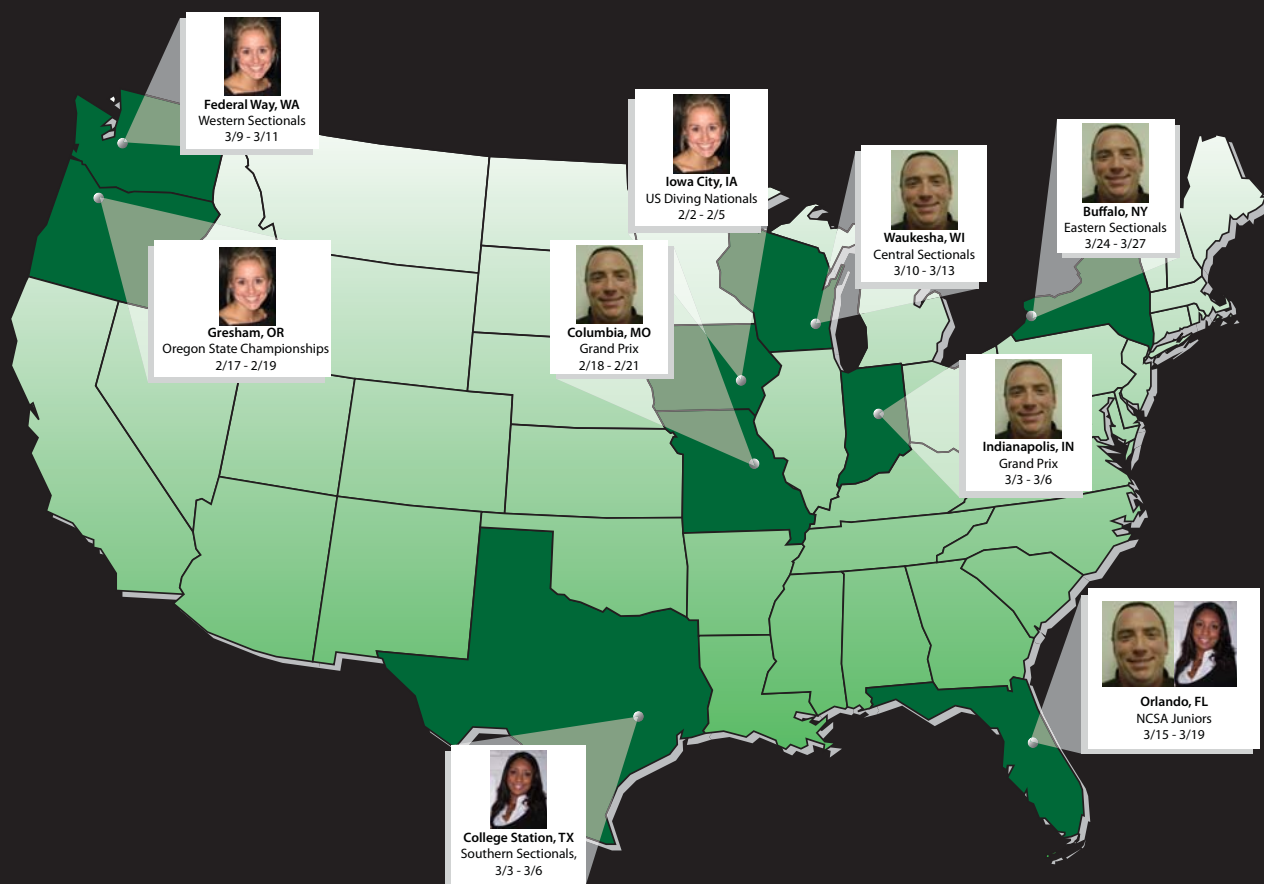 Federal Way, WA
Western Sectionals
3/9 - 3/11
Iowa City, IA
US Diving Nationals
2/2 - 2/5
Waukesha, WI
Central Sectionals
3/10 - 3/13
Buffalo, NY
Eastern Sectionals
3/24 - 3/27
Gresham, OR
Oregon State Championships
2/17 - 2/19
Columbia, MO
Grand Prix
2/18 - 2/21
Indianapolis, IN
Grand Prix
3/3 - 3/6
Orlando, FL
NCSA Juniors
3/15 - 3/19
College Station, TX
Southern Sectionals,
3/3 - 3/6